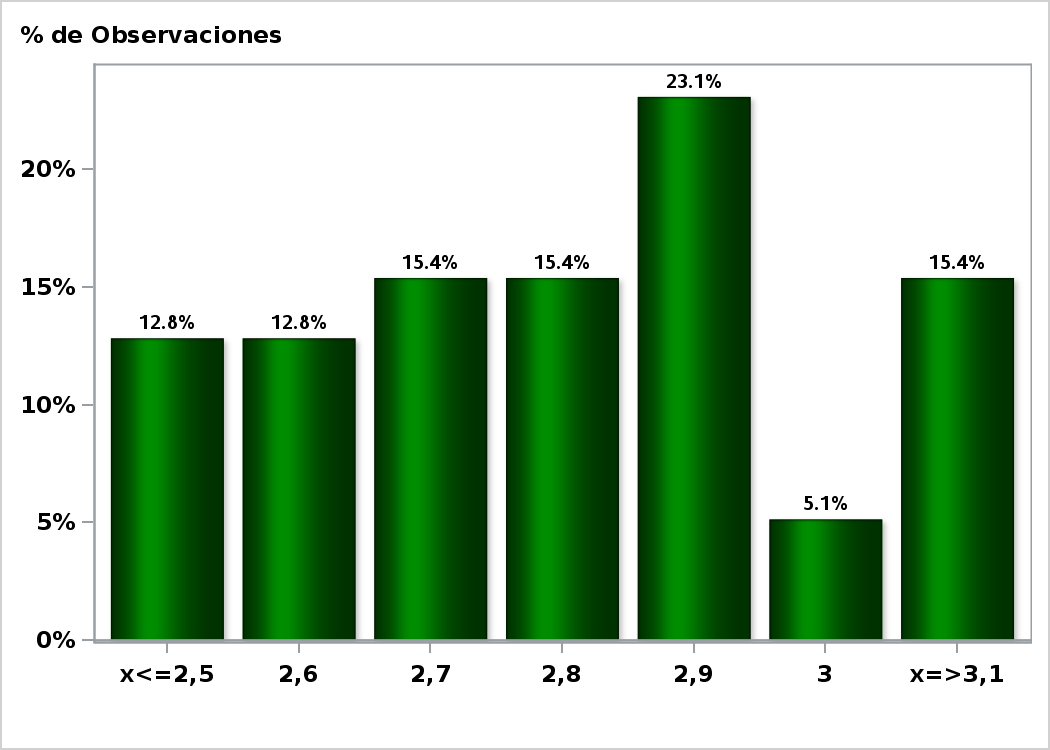 % de Observaciones
23.1%
20%
15.4% 15.4% 15.4%
15%
12.8% 12.8%
10%
5.1%
5%
0%
x<=2,5 2,6 2,7 2,8 2,9 3 x=>3,1